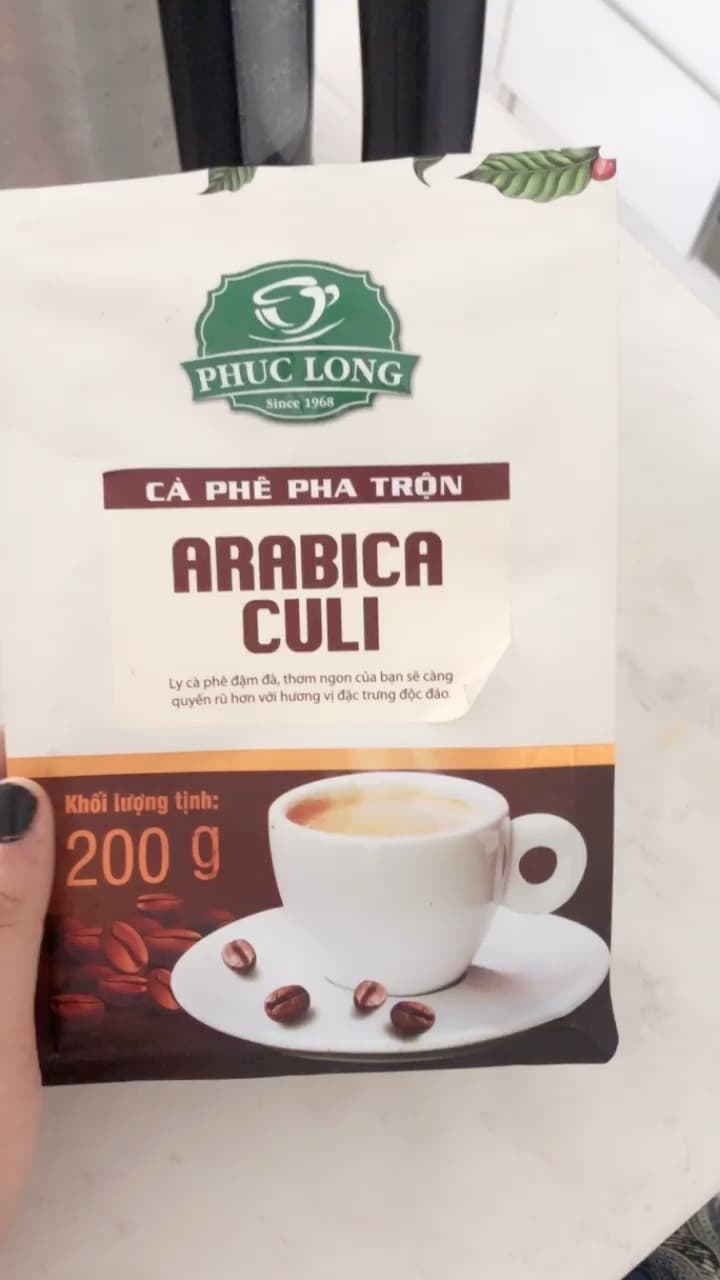 PHUC LONG
Since 1968
CÀ PHÊ PHA TRỘN
ARABICA
CULI
Ly cà phê đậm đà, thơm ngon của bạn sẽ càng
quyến rũ hơn với hương vị đặc trưng độc đáo.
Khối lượng tịnh:
200 g